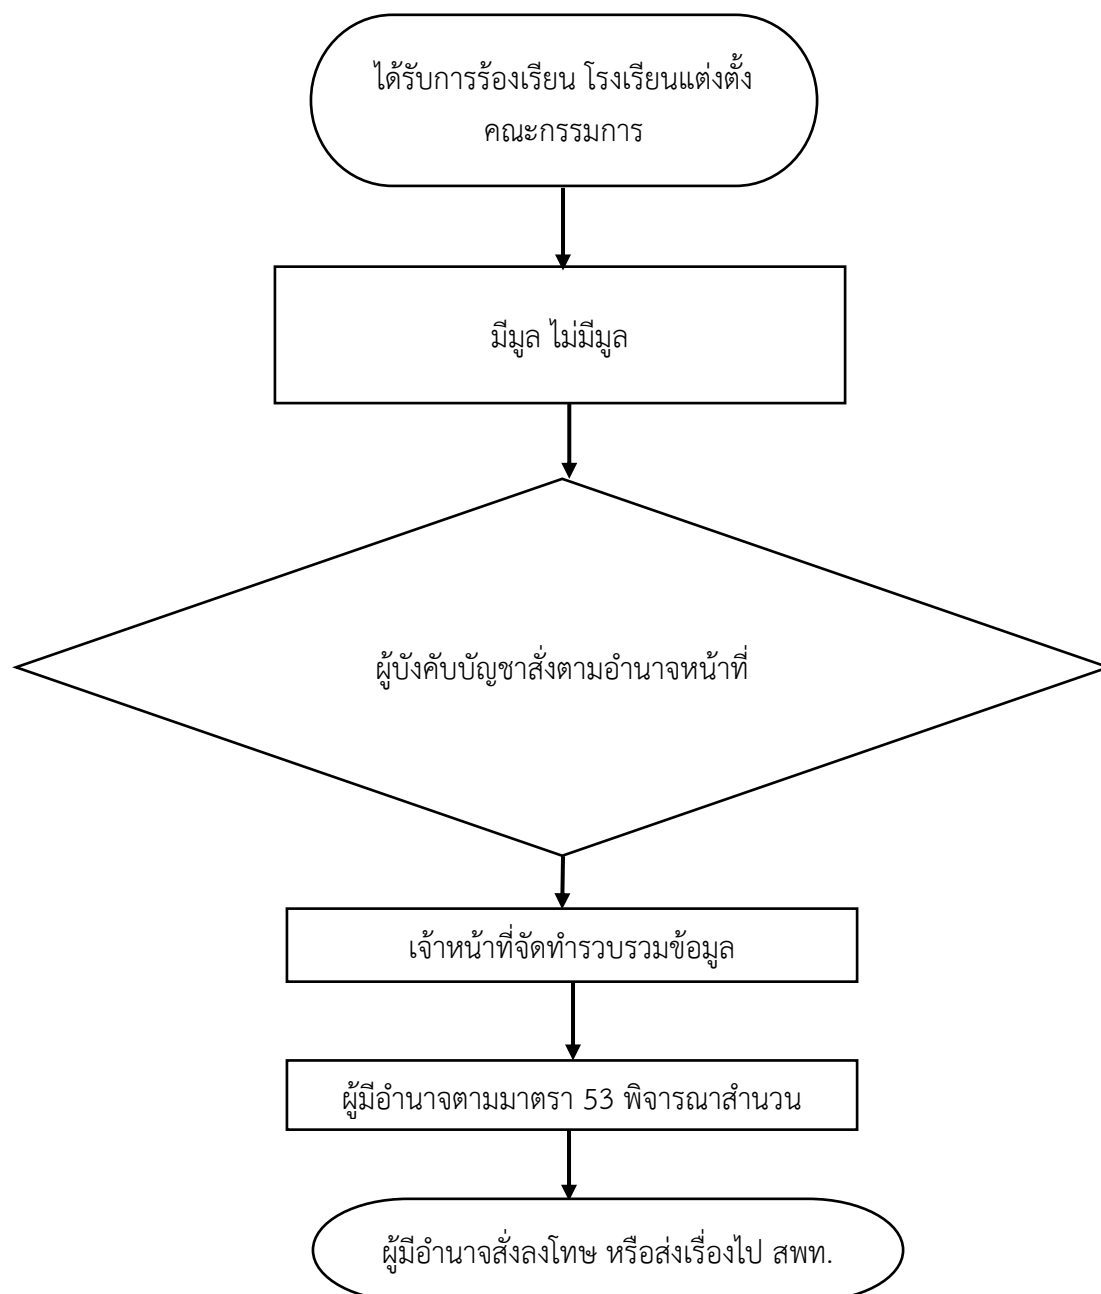 ได้รับการร้องเรียน โรงเรียนแต่งตั้ง
คณะกรรมการ
มีมูล ไม่มีมูล
ผู้บังคับบัญชาสั่งตามอำนาจหน้าที่
เจ้าหน้าที่จัดทำรวบรวมข้อมูล
ผู้มีอำนาจตามมาตรา 53 พิจารณาสำนวน
ผู้มีอำนาจสั่งลงโทษ หรือส่งเรื่องไป สพท.